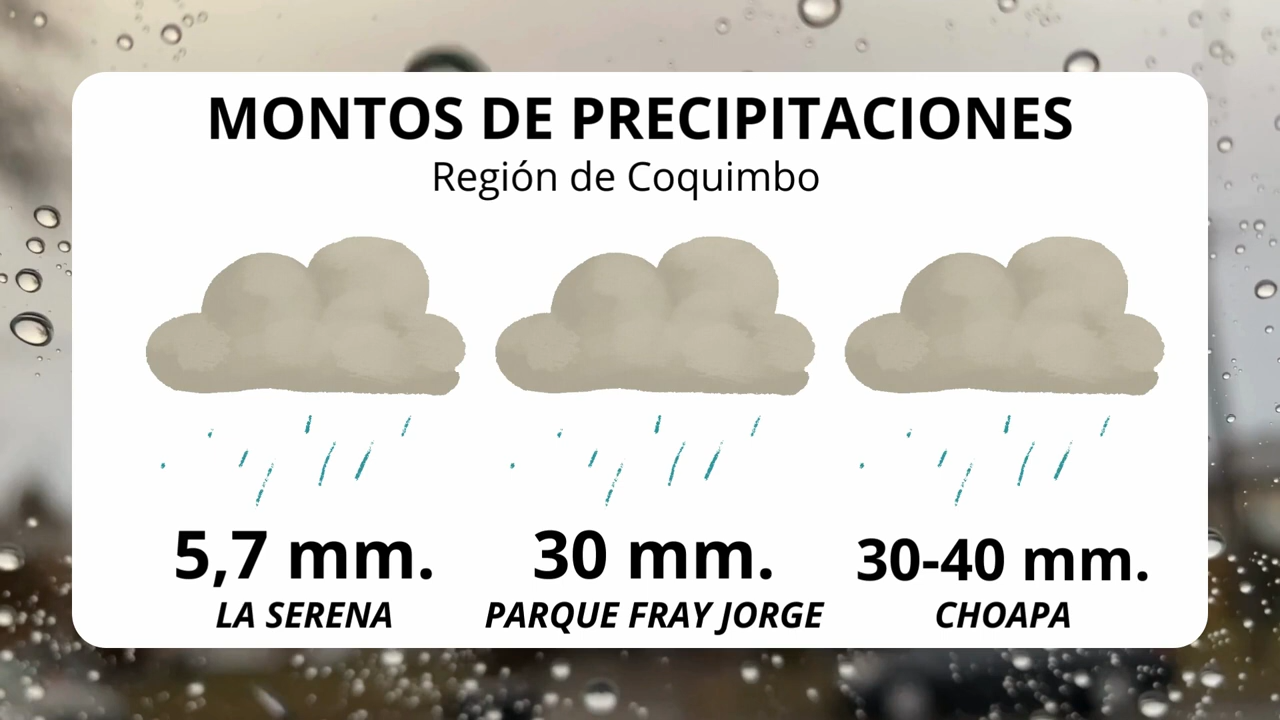 MONTOS DE PRECIPITACIONES
Región de Coquimbo
5,7 mm. 30 mm. 30-40 mm.
LA SERENA PARQUE FRAY JORGE CHOAPA